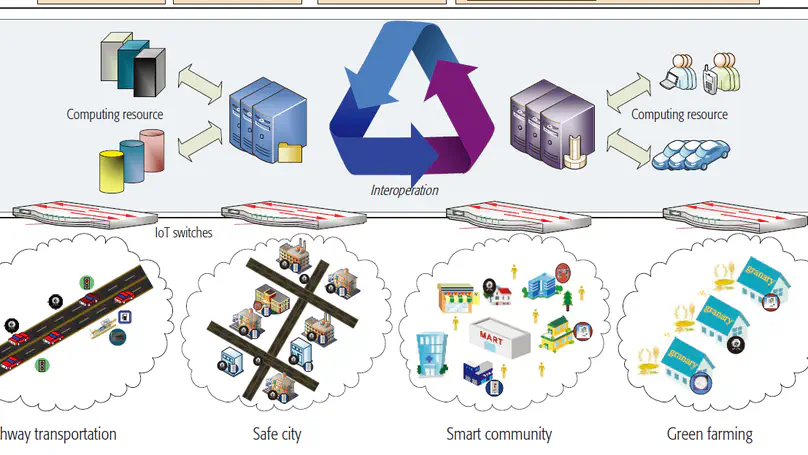 Computing resource
Computing resource
Interoperation
IoT switches
MART
granary
granary
granary
hway transportation
Safe city
Smart community
Green farming